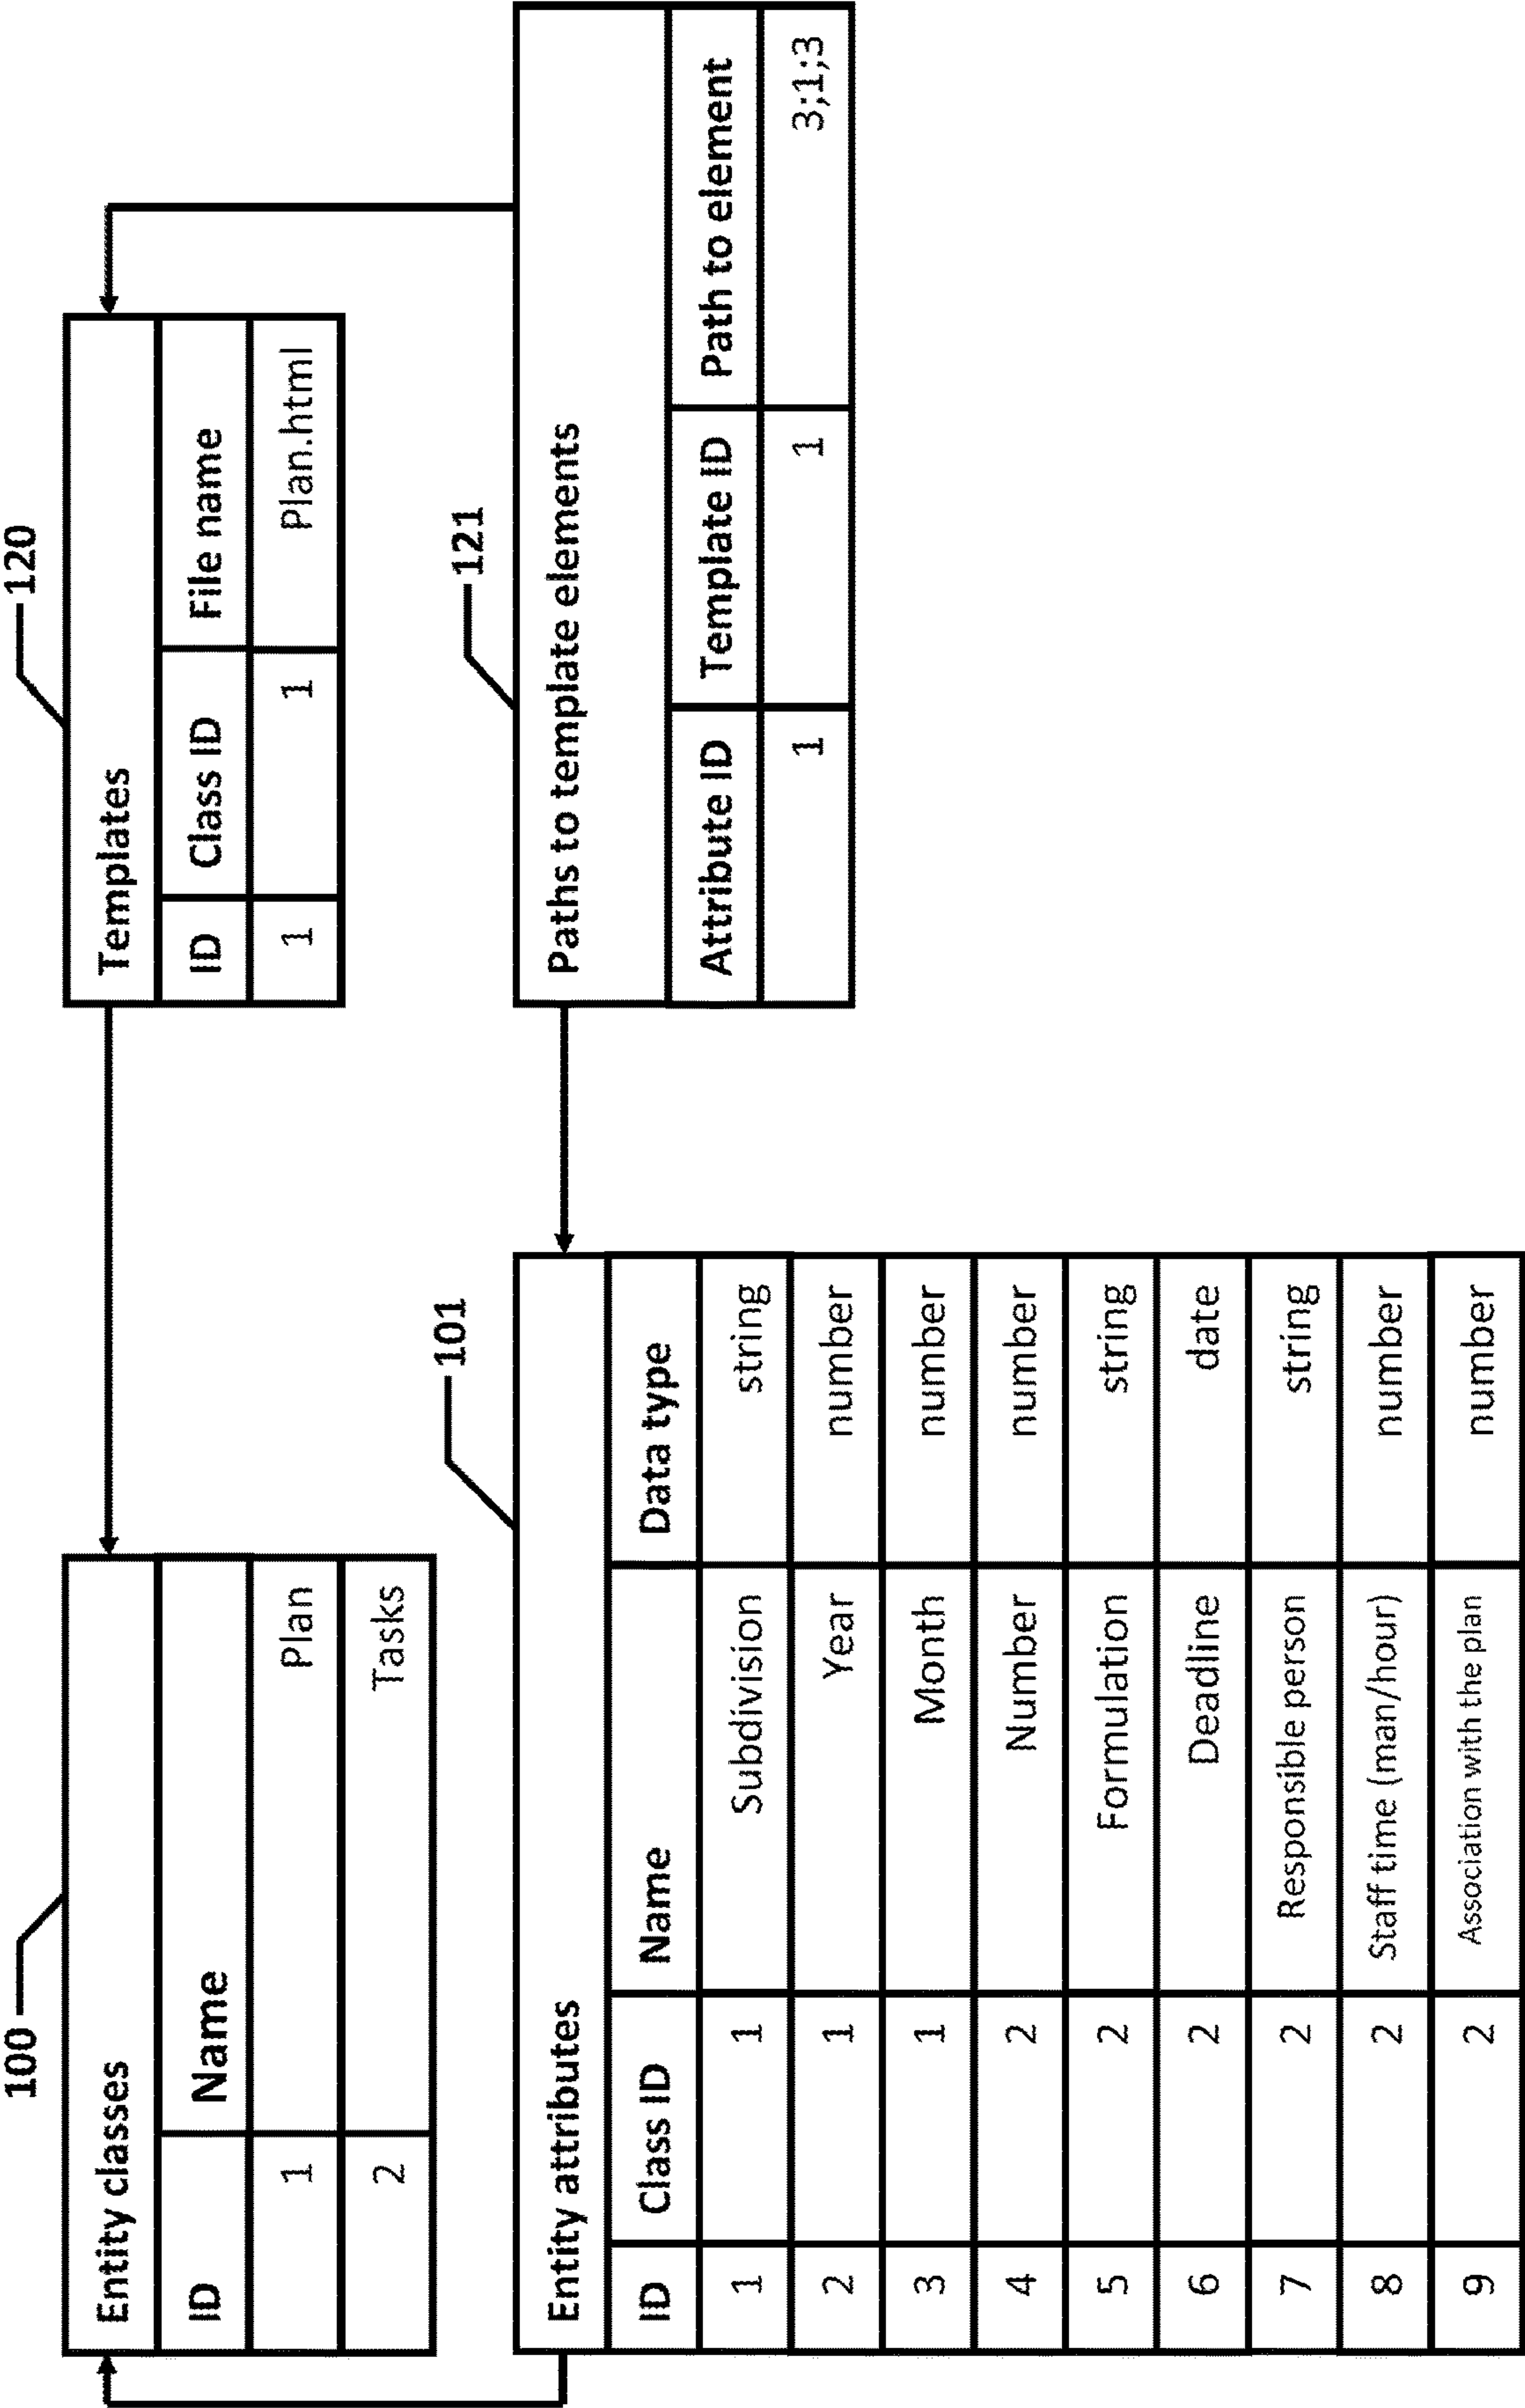 100
Entity classes
ID Name
1 Plan
2 Tasks
120
Templates
ID Class ID File name
1 1 Plan.html
101
Entity attributes
ID Class ID Name Data type
1 1 Subdivision string
2 1 Year number
3 1 Month number
4 2 Number number
5 2 Formulation string
6 2 Deadline date
7 2 Responsible person string
8 2 Staff time (man/hour) number
9 2 Association with the plan number
121
Paths to template elements
Attribute ID Template ID Path to element
1 1 3;1;3